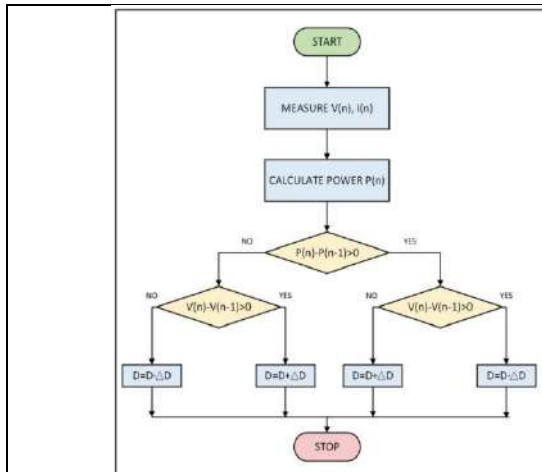 START
MEASURE V(n), I(n)
CALCULATE POWER P(n)
NO
YES
P(n)-P(n-1)>0
NO
YES
NO
YES
V(n)-V(n-1)>0
V(n)-V(n-1)>0
D=D-△D
D=D+△D
D=D+△D
D=D-△D
STOP